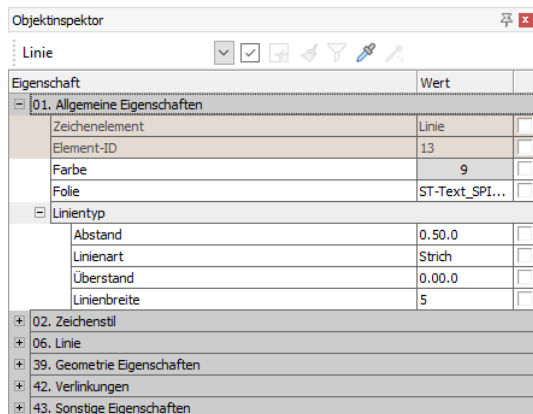 Objektinspektor
Linie
Eigenschaft Wert
01. Allgemeine Eigenschaften
Zeichenelement Linie
Element-ID 13
Farbe 9
Folie ST-Text_SPI...
Linientyp
Abstand 0.50.0
Linienart Strich
Überstand 0.00.0
Linienbreite 5
02. Zeichenstil
06. Linie
39. Geometrie Eigenschaften
42. Verlinkungen
43. Sonstige Eigenschaften